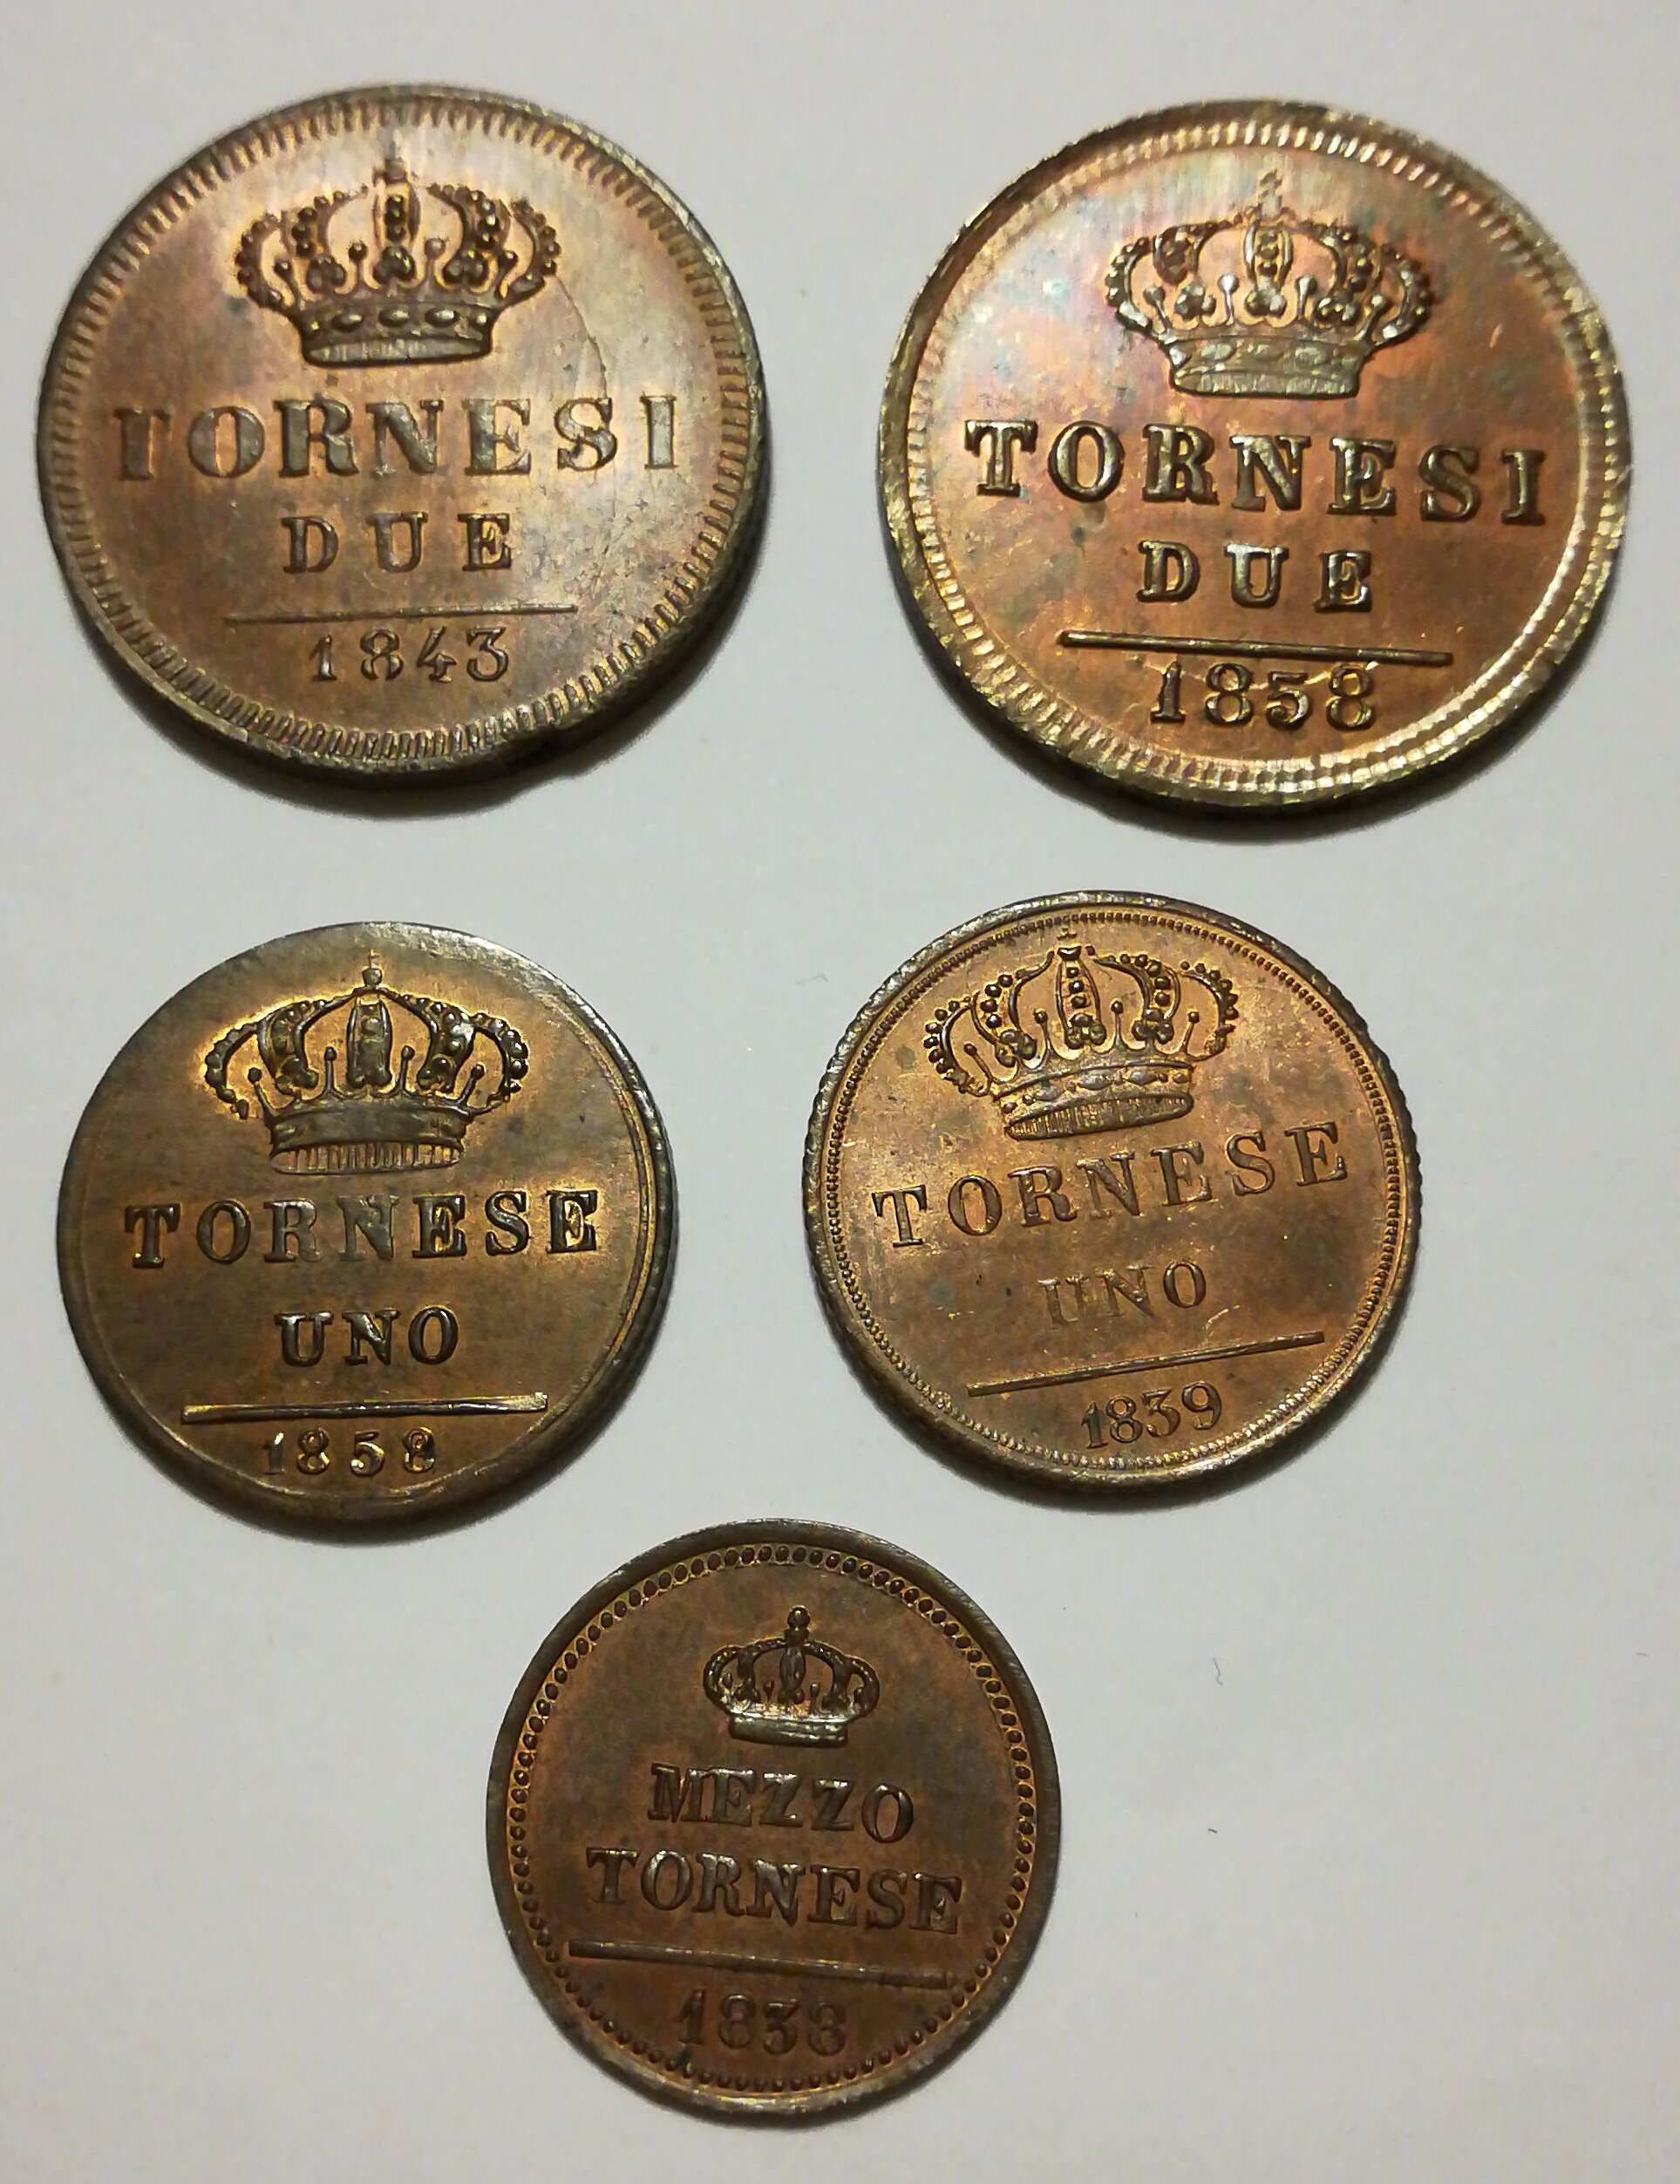 TORNESI
DUE
1843
TORNESI
DUE
1858
TORNESE
UNO
1858
TORNESE
UNO
1839
MEZZO
TORNESE
1838